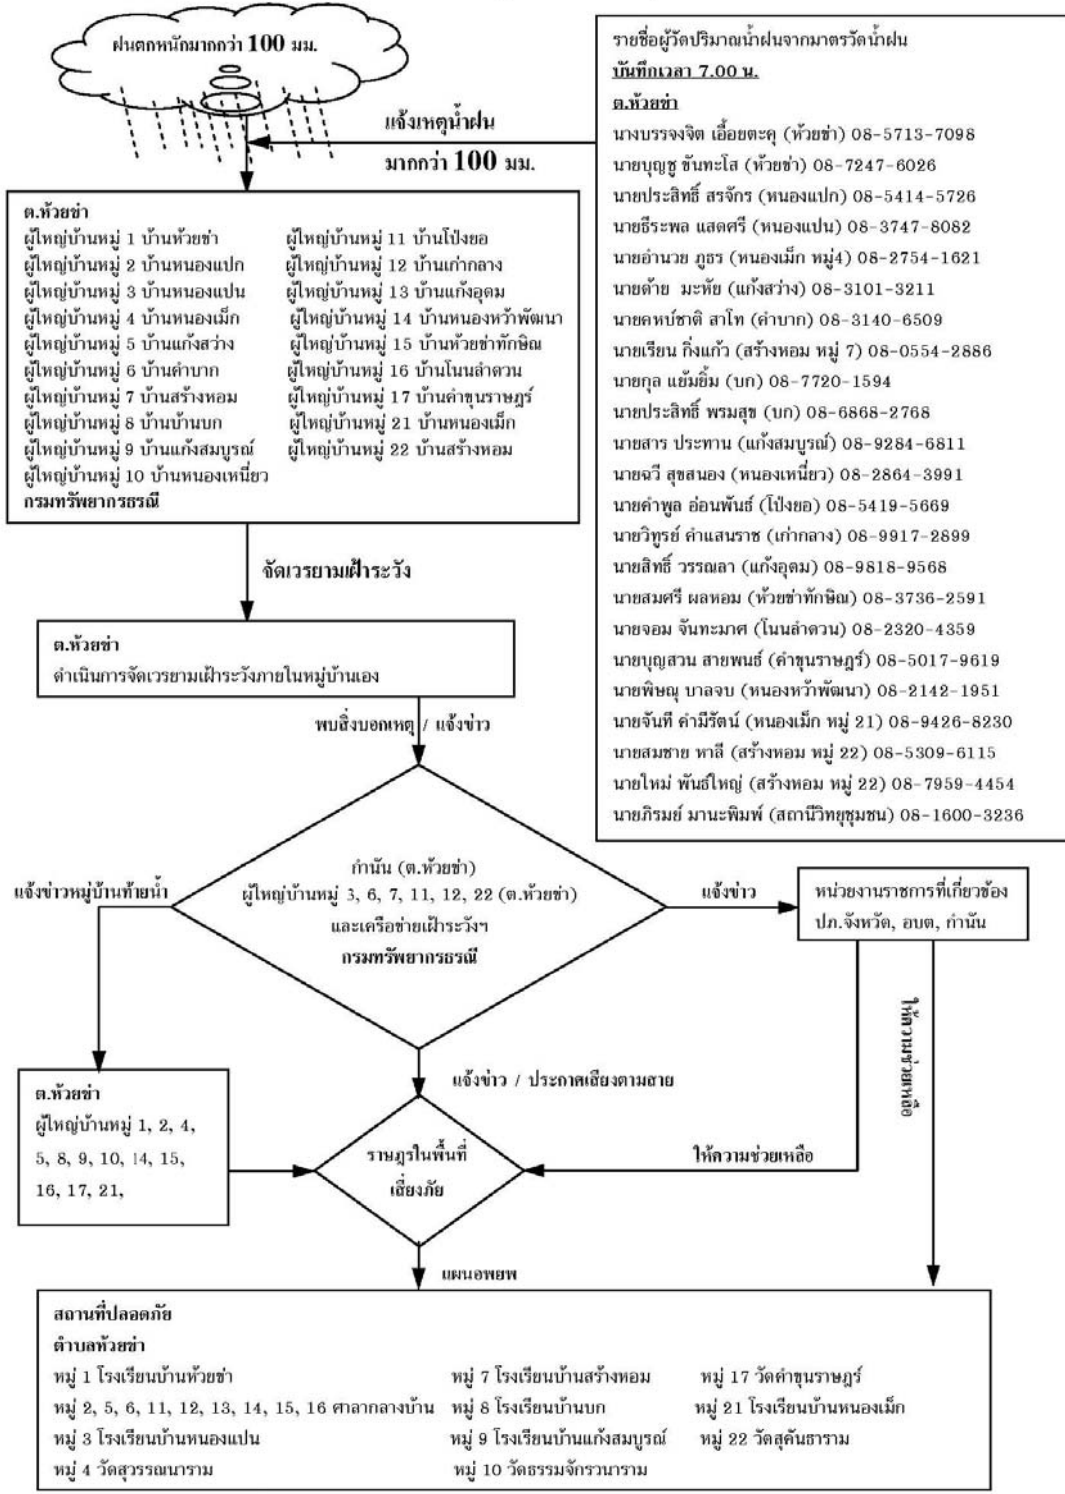 ฝนตกหนักมากกว่า 100 มม.
แจ้งเหตุน้ำฝน
มากกว่า 100 มม.
รายชื่อผู้วัดปริมาณน้ำฝนจากมาตรวัดน้ำฝน
บันทึกเวลา 7.00 น.
ต.ห้วยข่า
นางบรรจงจิต เอื้อยตะคุ (ห้วยข่า) 08-5713-7098
นายบุญชู ขันทะโส (ห้วยข่า) 08-7247-6026
นายประสิทธิ์ สรจักร (หนองแปก) 08-5414-5726
นายธีระพล แสดศรี (หนองแปน) 08-3747-8082
นายอำนวย ภูธร (หนองเม็ก หมู่4) 08-2754-1621
นายด้าย มะหัย (แก้งสว่าง) 08-3101-3211
นายคหบ์ชาติ สาโท (คำบาก) 08-3140-6509
นายเรียน กิ่งแก้ว (สร้างหอม หมู่ 7) 08-0554-2886
นายกุล แย้มยิ้ม (บก) 08-7720-1594
นายประสิทธิ์ พรมสุข (บก) 08-6868-2768
นายสาร ประทาน (แก้งสมบูรณ์) 08-9284-6811
นายฉวี สุขสนอง (หนองเหนี่ยว) 08-2864-3991
นายคำพูล อ่อนพันธ์ (โป่งยอ) 08-5419-5669
นายวิทูรย์ คำแสนราช (เก่ากลาง) 08-9917-2899
นายสิทธิ์ วรรณลา (แก้งอุดม) 08-9818-9568
นายสมศรี ผลหอม (ห้วยข่าทักษิณ) 08-3736-2591
นายจอม จันทะมาศ (โนนลำดวน) 08-2320-4359
นายบุญสวน สายพนธ์ (คำขุนราษฎร์) 08-5017-9619
นายพิษณุ บาลจบ (หนองหว้าพัฒนา) 08-2142-1951
นายจันที คำมีรัตน์ (หนองเม็ก หมู่ 21) 08-9426-8230
นายสมชาย หาลี (สร้างหอม หมู่ 22) 08-5309-6115
นายใหม่ พันธ์ใหญ่ (สร้างหอม หมู่ 22) 08-7959-4454
นายภิรมย์ มานะพิมพ์ (สถานีวิทยุชุมชน) 08-1600-3236
ต.ห้วยข่า
ผู้ใหญ่บ้านหมู่ 1 บ้านห้วยข่า ผู้ใหญ่บ้านหมู่ 11 บ้านโป่งยอ
ผู้ใหญ่บ้านหมู่ 2 บ้านหนองแปก ผู้ใหญ่บ้านหมู่ 12 บ้านเก่ากลาง
ผู้ใหญ่บ้านหมู่ 3 บ้านหนองแปน ผู้ใหญ่บ้านหมู่ 13 บ้านแก้งอุดม
ผู้ใหญ่บ้านหมู่ 4 บ้านหนองเม็ก ผู้ใหญ่บ้านหมู่ 14 บ้านหนองหว้าพัฒนา
ผู้ใหญ่บ้านหมู่ 5 บ้านแก้งสว่าง ผู้ใหญ่บ้านหมู่ 15 บ้านห้วยข่าทักษิณ
ผู้ใหญ่บ้านหมู่ 6 บ้านคำบาก ผู้ใหญ่บ้านหมู่ 16 บ้านโนนลำดวน
ผู้ใหญ่บ้านหมู่ 7 บ้านสร้างหอม ผู้ใหญ่บ้านหมู่ 17 บ้านคำขุนราษฎร์
ผู้ใหญ่บ้านหมู่ 8 บ้านบ้านบก ผู้ใหญ่บ้านหมู่ 21 บ้านหนองเม็ก
ผู้ใหญ่บ้านหมู่ 9 บ้านแก้งสมบูรณ์ ผู้ใหญ่บ้านหมู่ 22 บ้านสร้างหอม
ผู้ใหญ่บ้านหมู่ 10 บ้านหนองเหนี่ยว
กรมทรัพยากรธรณี
จัดเวรยามเฝ้าระวัง
ต.ห้วยข่า
ดำเนินการจัดเวรยามเฝ้าระวังภายในหมู่บ้านเอง
พบสิ่งบอกเหตุ / แจ้งข่าว
กำนัน (ต.ห้วยข่า)
ผู้ใหญ่บ้านหมู่ 3, 6, 7, 11, 12, 22 (ต.ห้วยข่า)
และเครือข่ายเฝ้าระวังฯ
กรมทรัพยากรธรณี
แจ้งข่าวหมู่บ้านท้ายน้ำ
แจ้งข่าว
หน่วยงานราชการที่เกี่ยวข้อง
ปภ.จังหวัด, อบต, กำนัน
ให้ความช่วยเหลือ
ต.ห้วยข่า
ผู้ใหญ่บ้านหมู่ 1, 2, 4,
5, 8, 9, 10, 14, 15,
16, 17, 21,
แจ้งข่าว / ประกาศเสียงตามสาย
ราษฎรในพื้นที่
เสี่ยงภัย
ให้ความช่วยเหลือ
แผนอพยพ
สถานที่ปลอดภัย
ตำบลห้วยข่า
หมู่ 1 โรงเรียนบ้านห้วยข่า หมู่ 7 โรงเรียนบ้านสร้างหอม หมู่ 17 วัดคำขุนราษฎร์
หมู่ 2, 5, 6, 11, 12, 13, 14, 15, 16 ศาลากลางบ้าน หมู่ 8 โรงเรียนบ้านบก หมู่ 21 โรงเรียนบ้านหนองเม็ก
หมู่ 3 โรงเรียนบ้านหนองแปน หมู่ 9 โรงเรียนบ้านแก้งสมบูรณ์ หมู่ 22 วัดสุคันธาราม
หมู่ 4 วัดสุวรรณนาราม หมู่ 10 วัดธรรมจักรวนาราม